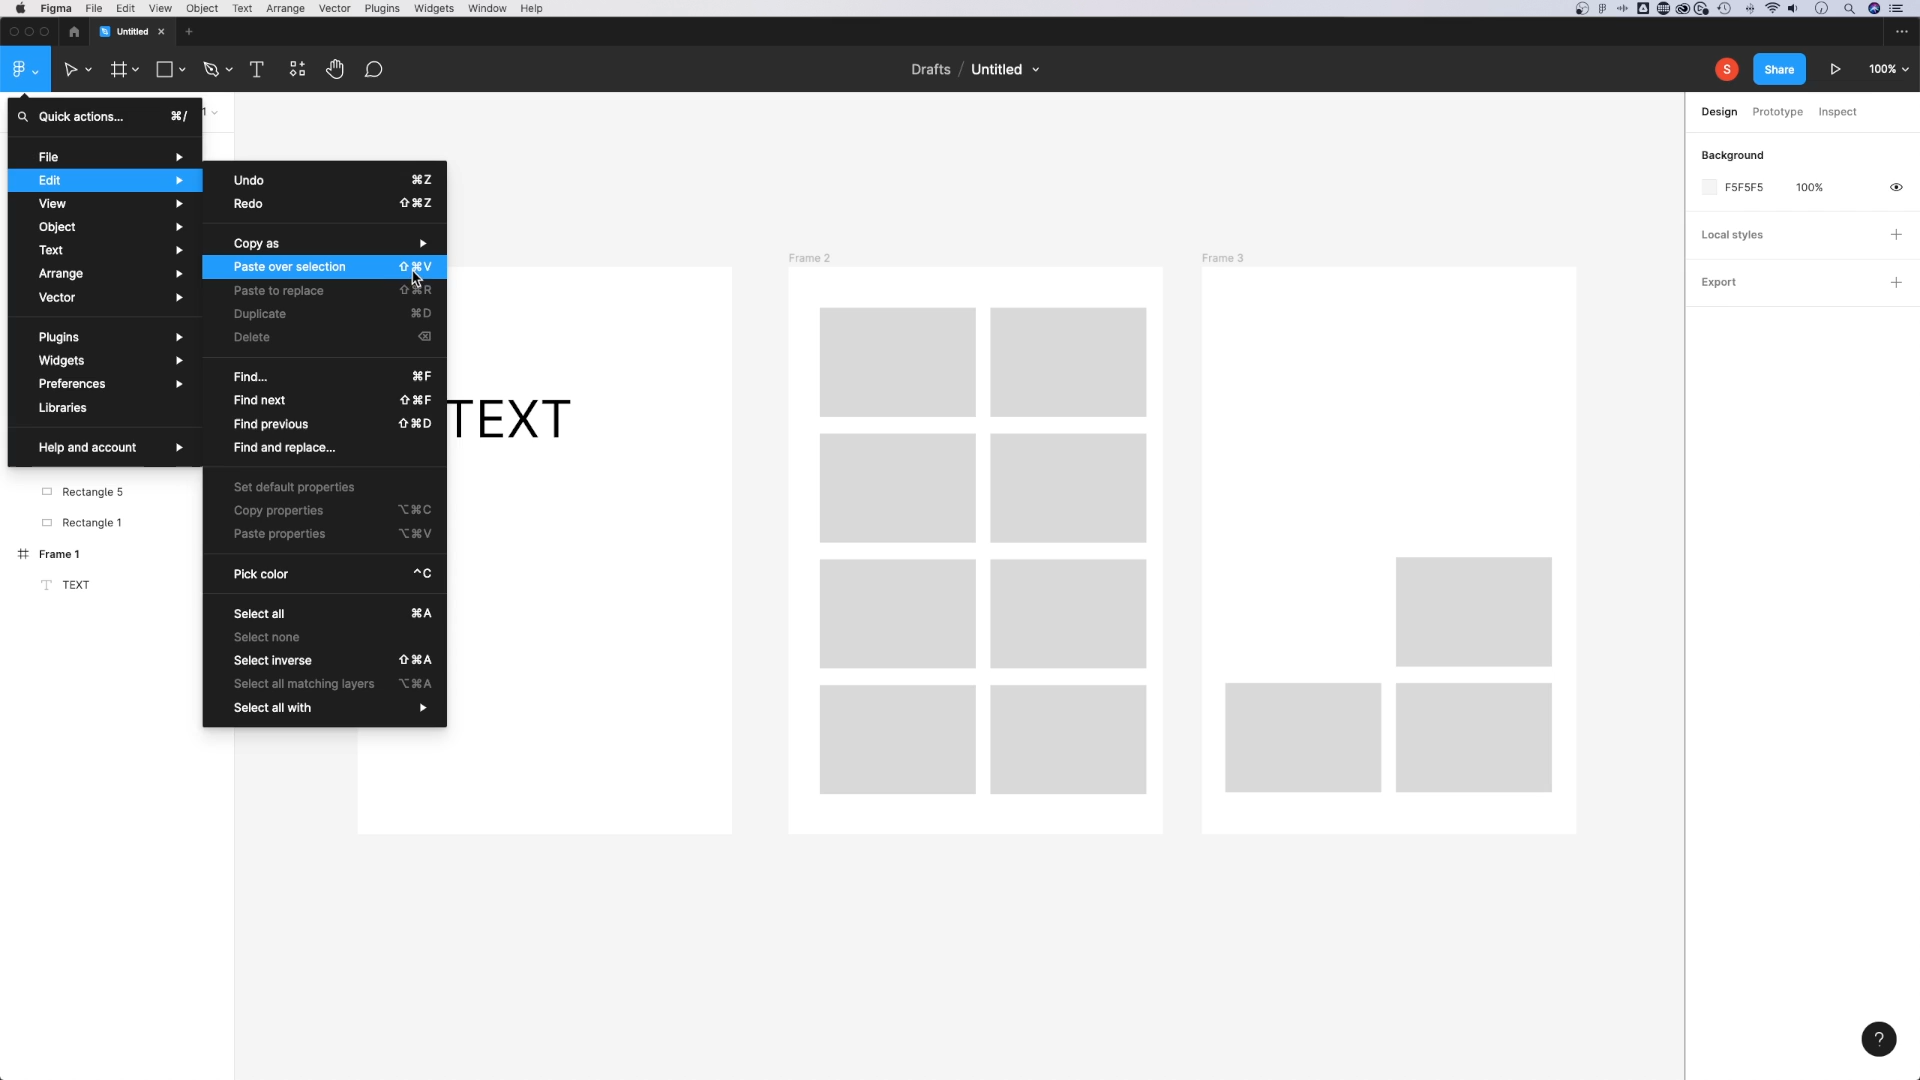 Figma File Edit View Object Text Arrange Vector Plugins Widgets Window Help
Untitled
Drafts / Untitled
S
Share
100%
Quick actions... ⌘/
1
File
Edit
View
Object
Text
Arrange
Vector
Plugins
Widgets
Preferences
Libraries
Help and account
Undo ⌘Z
Redo ⇧⌘Z
Copy as
Paste over selection ⇧⌘V
Paste to replace ⇧⌘R
Duplicate ⌘D
Delete ⌫
Find... ⌘F
Find next ⇧⌘F
Find previous ⇧⌘D
Find and replace...
Set default properties
Copy properties ⌥⌘C
Paste properties ⌥⌘V
Pick color ^C
Select all ⌘A
Select none
Select inverse ⇧⌘A
Select all matching layers ⌥⌘A
Select all with
Rectangle 5
Rectangle 1
Frame 1
TEXT
TEXT
Frame 2
Frame 3
Design Prototype Inspect
Background
F5F5F5 100%
Local styles
Export
?